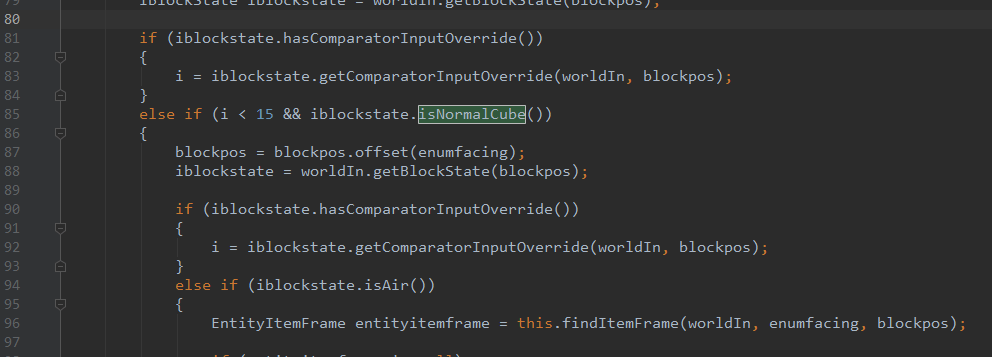 79 IBlockState iblockstate = worldIn.getBlockState(blockpos);
80
81 if (iblockstate.hasComparatorInputOverride())
82 {
83 i = iblockstate.getComparatorInputOverride(worldIn, blockpos);
84 }
85 else if (i < 15 && iblockstate.isNormalCube())
86 {
87 blockpos = blockpos.offset(enumfacing);
88 iblockstate = worldIn.getBlockState(blockpos);
89
90 if (iblockstate.hasComparatorInputOverride())
91 {
92 i = iblockstate.getComparatorInputOverride(worldIn, blockpos);
93 }
94 else if (iblockstate.isAir())
95 {
96 EntityItemFrame entityitemframe = this.findItemFrame(worldIn, enumfacing, blockpos);
97